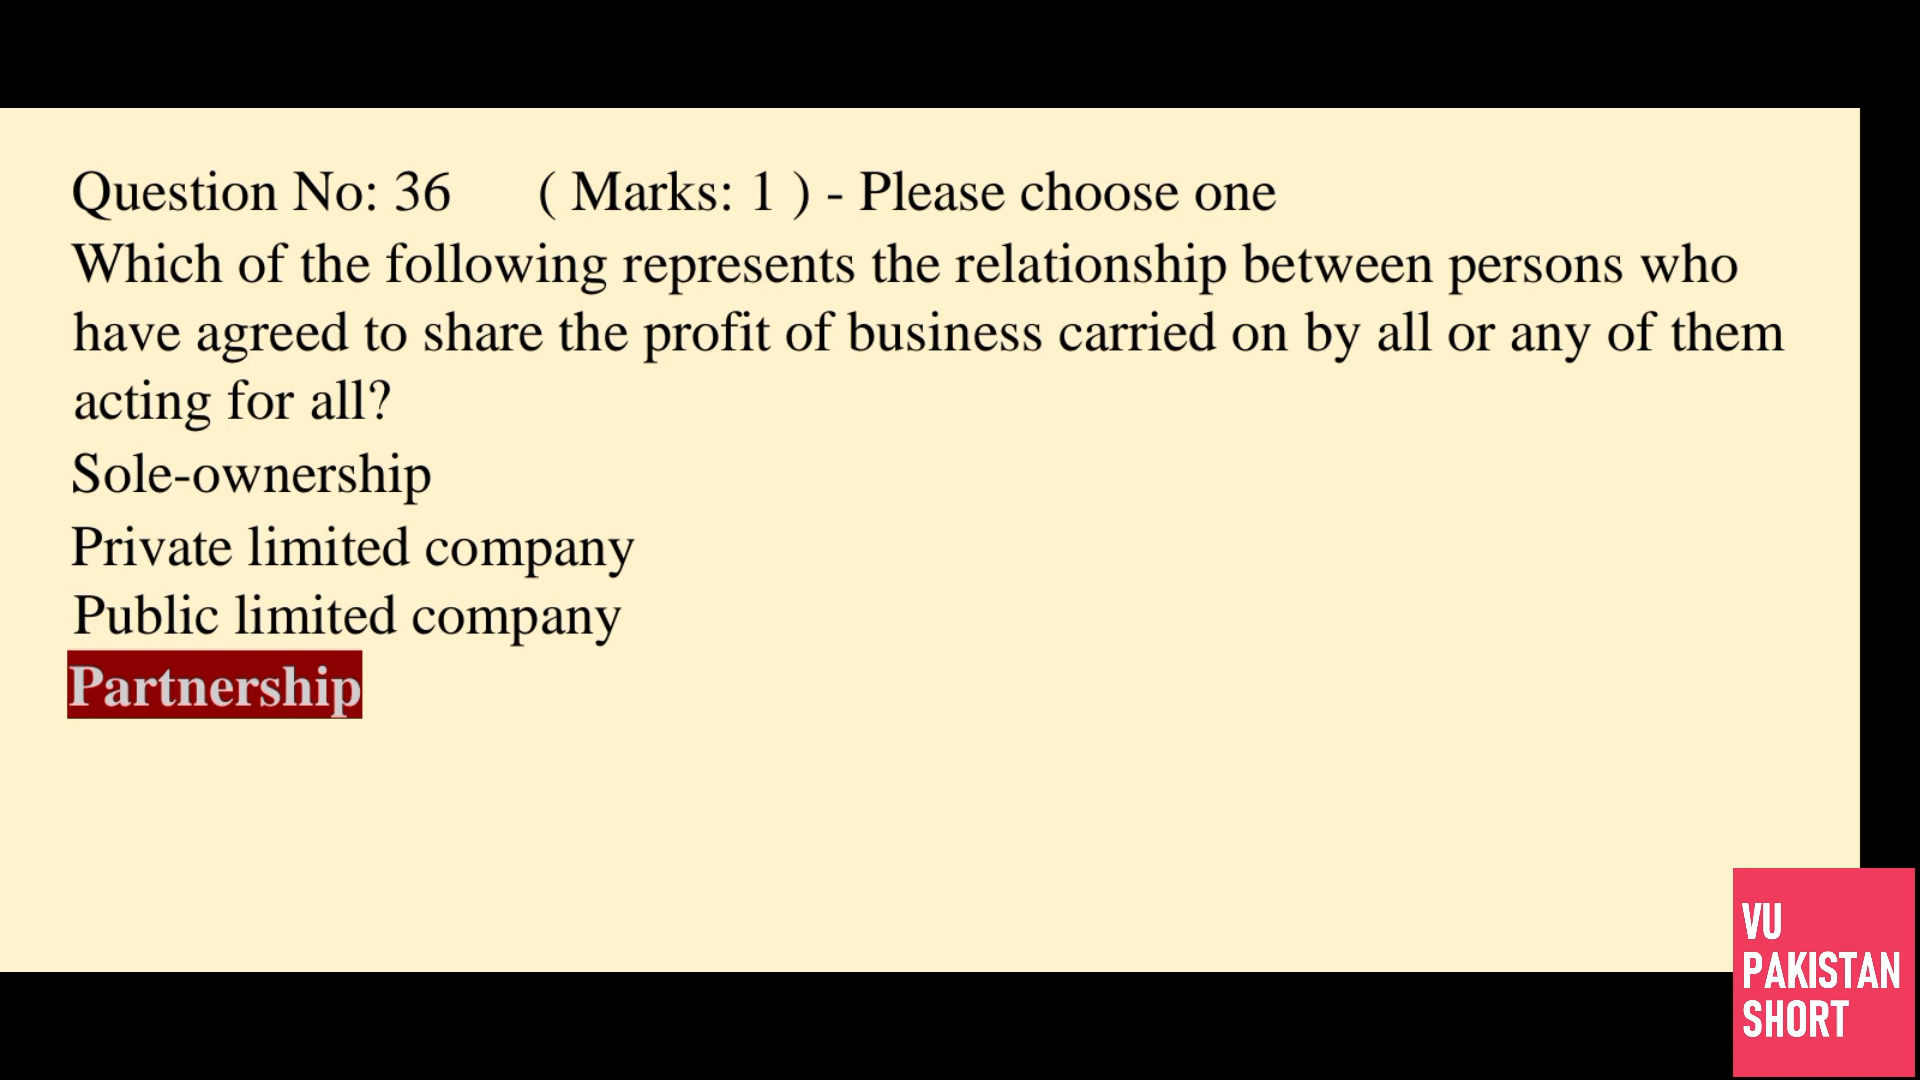 Question No: 36 ( Marks: 1 ) - Please choose one
Which of the following represents the relationship between persons who
have agreed to share the profit of business carried on by all or any of them
acting for all?
Sole-ownership
Private limited company
Public limited company
Partnership
VU
PAKISTAN
SHORT